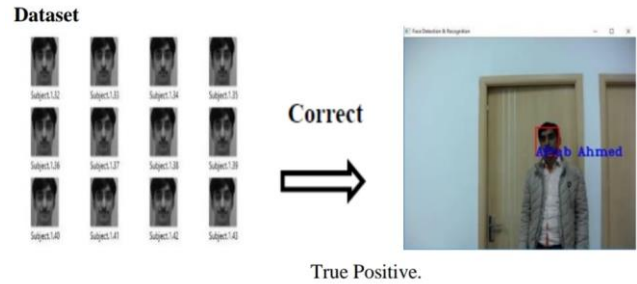 Dataset
Face Detection & Recognition
Subject.1.32 Subject.1.33 Subject.1.34 Subject.1.35
Correct
Subject.1.36 Subject.1.37 Subject.1.38 Subject.1.39
Ahmed
Subject.1.40 Subject.1.41 Subject.1.42 Subject.1.43
True Positive.